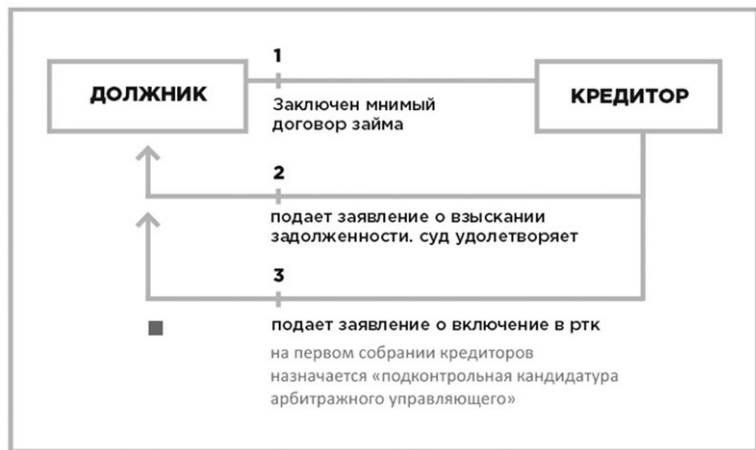 1
ДОЛЖНИК
КРЕДИТОР
Заключен мнимый
договор займа
2
подает заявление о взыскании
задолженности. суд удолетворяет
3
подает заявление о включение в ртк
на первом собрании кредиторов
назначается «подконтрольная кандидатура
арбитражного управляющего»